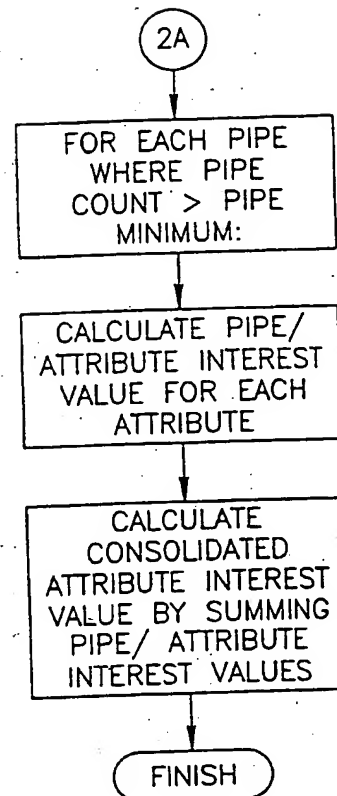 2A
FOR EACH PIPE
WHERE PIPE
COUNT > PIPE
MINIMUM:
CALCULATE PIPE/
ATTRIBUTE INTEREST
VALUE FOR EACH
ATTRIBUTE
CALCULATE
CONSOLIDATED
ATTRIBUTE INTEREST
VALUE BY SUMMING
PIPE/ ATTRIBUTE
INTEREST VALUES
FINISH